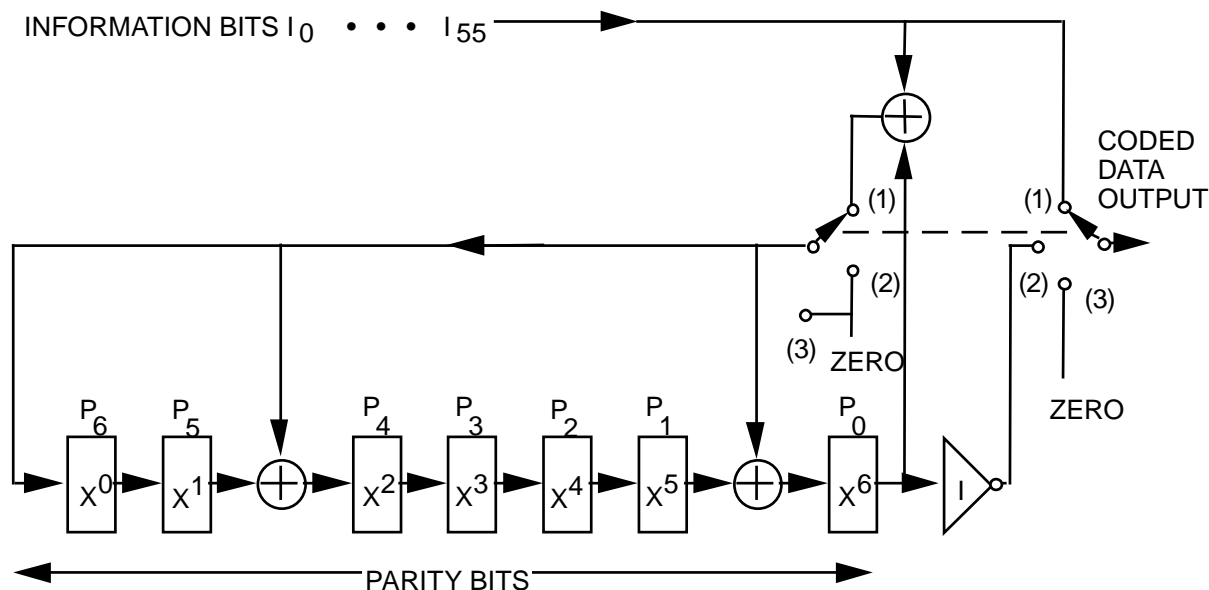 INFORMATION BITS I0 • • • I55
CODED
DATA
OUTPUT
(1)
(1)
(2)
(2)
(3)
(3)
ZERO
ZERO
P6 P5 P4 P3 P2 P1 P0
X0 X1 X2 X3 X4 X5 X6 I
PARITY BITS